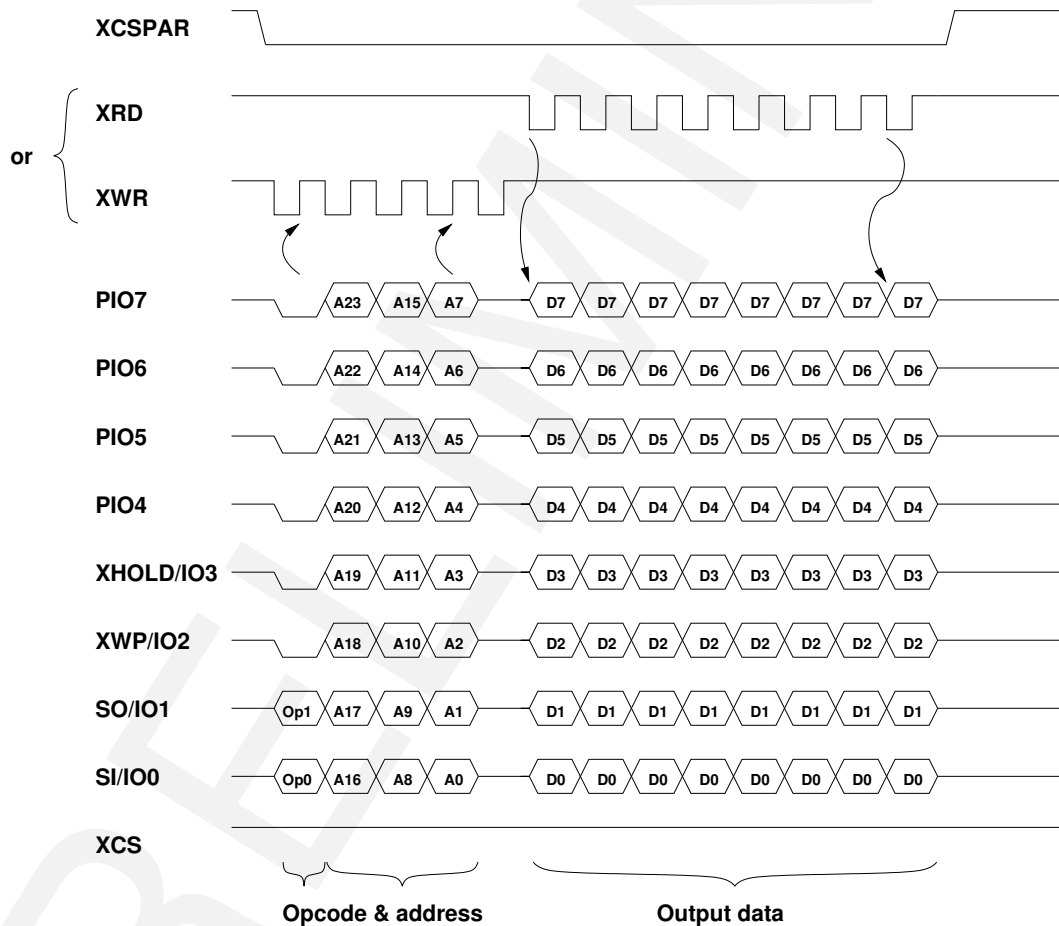 XCSPAR
XRD
or
XWR
PIO7 A23 A15 A7 D7 D7 D7 D7 D7 D7 D7 D7
PIO6 A22 A14 A6 D6 D6 D6 D6 D6 D6 D6 D6
PIO5 A21 A13 A5 D5 D5 D5 D5 D5 D5 D5 D5
PIO4 A20 A12 A4 D4 D4 D4 D4 D4 D4 D4 D4
XHOLD/IO3 A19 A11 A3 D3 D3 D3 D3 D3 D3 D3 D3
XWP/IO2 A18 A10 A2 D2 D2 D2 D2 D2 D2 D2 D2
SO/IO1 Op1 A17 A9 A1 D1 D1 D1 D1 D1 D1 D1 D1
SI/IO0 Op0 A16 A8 A0 D0 D0 D0 D0 D0 D0 D0 D0
XCS
Opcode & address Output data